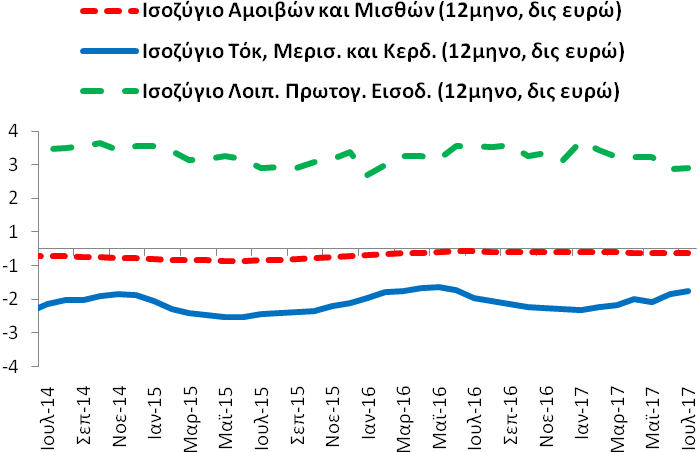 Ισοζύγιο Αμοιβών και Μισθών (12μηνο, δις ευρώ)
Ισοζύγιο Τόκ, Μερισ. και Κερδ. (12μηνο, δις ευρώ)
Ισοζύγιο Λοιπ. Πρωτογ. Εισοδ. (12μηνο, δις ευρώ)
4
3
2
1
-1
-2
-3
-4
Ιουλ-14
Σεπ-14
Νοε-14
Ιαν-15
Μαρ-15
Μαϊ-15
Ιουλ-15
Σεπ-15
Νοε-15
Ιαν-16
Μαρ-16
Μαϊ-16
Ιουλ-16
Σεπ-16
Νοε-16
Ιαν-17
Μαρ-17
Μαϊ-17
Ιουλ-17